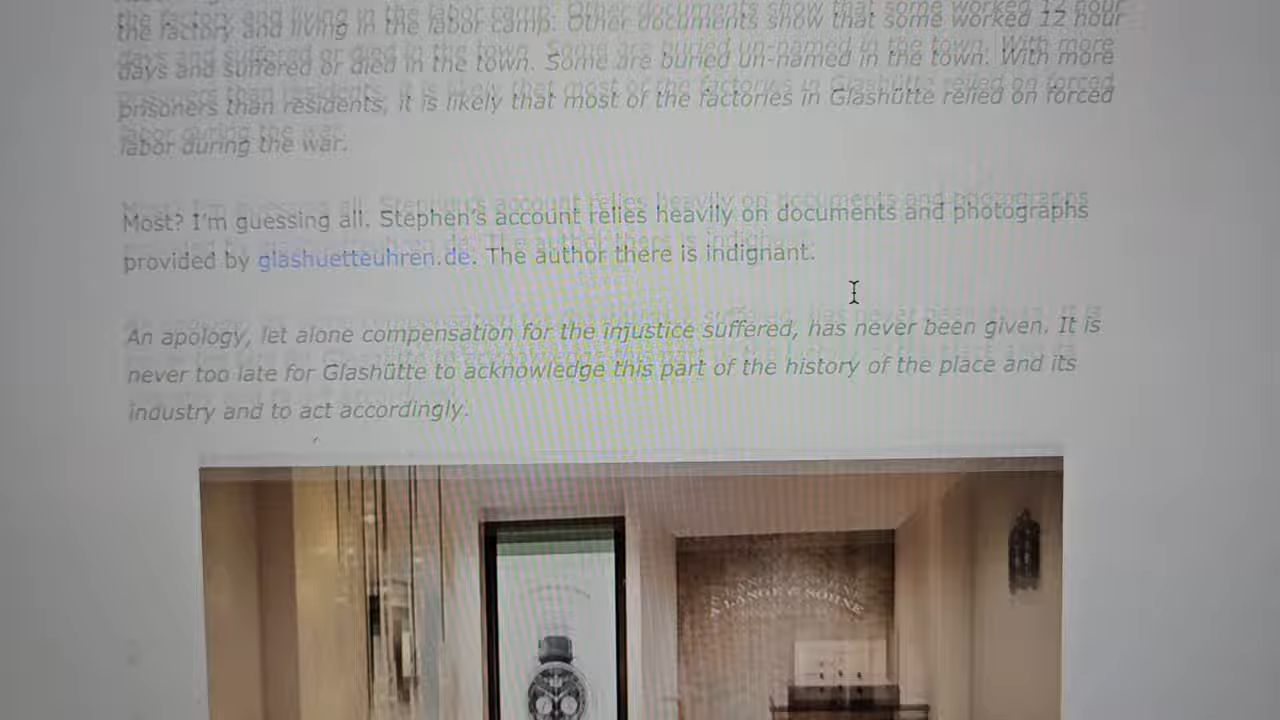 the factory and living in the labor camp. Other documents show that some worked 12 hour
days and suffered or died in the town. Some are buried un-named in the town. With more
prisoners than residents, it is likely that most of the factories in Glashütte relied on forced
labor during the war.
Most? I'm guessing all. Stephen's account relies heavily on documents and photographs
provided by glashuetteuhren.de. The author there is indignant.
An apology, let alone compensation for the injustice suffered, has never been given. It is
never too late for Glashütte to acknowledge this part of the history of the place and its
industry and to act accordingly.
A. LANGE & SÖHNE